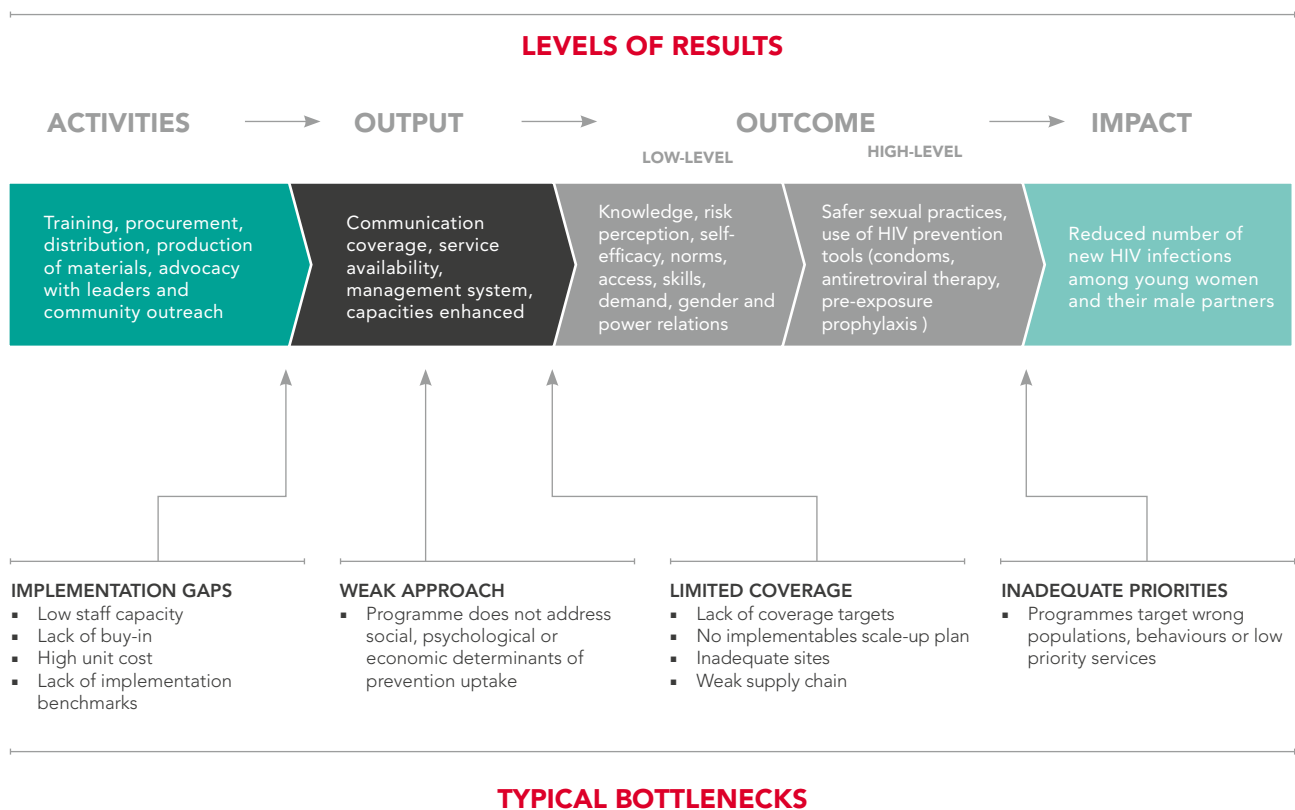 LEVELS OF RESULTS
ACTIVITIES
OUTPUT
OUTCOME
IMPACT
LOW-LEVEL
HIGH-LEVEL
Training, procurement,
distribution, production
of materials, advocacy
with leaders and
community outreach
Communication
coverage, service
availability,
management system,
capacities enhanced
Knowledge, risk
perception, self-
efficacy, norms,
access, skills,
demand, gender and
power relations
Safer sexual practices,
use of HIV prevention
tools (condoms,
antiretroviral therapy,
pre-exposure
prophylaxis )
Reduced number of
new HIV infections
among young women
and their male partners
IMPLEMENTATION GAPS
▪ Low staff capacity
▪ Lack of buy-in
▪ High unit cost
▪ Lack of implementation
benchmarks
WEAK APPROACH
▪ Programme does not address
social, psychological or
economic determinants of
prevention uptake
LIMITED COVERAGE
▪ Lack of coverage targets
▪ No implementables scale-up plan
▪ Inadequate sites
▪ Weak supply chain
INADEQUATE PRIORITIES
▪ Programmes target wrong
populations, behaviours or low
priority services
TYPICAL BOTTLENECKS